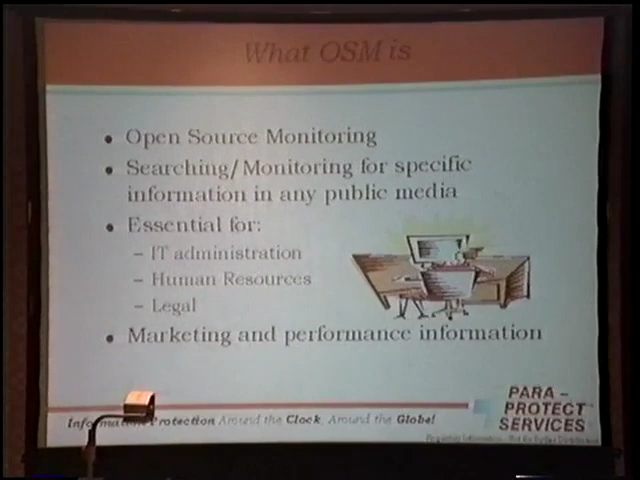 What OSM is
• Open Source Monitoring
• Searching/Monitoring for specific
information in any public media
• Essential for:
– IT administration
– Human Resources
– Legal
• Marketing and performance information
Protection Around the Clock, Around the Globe!
PARA –
PROTECT
SERVICES